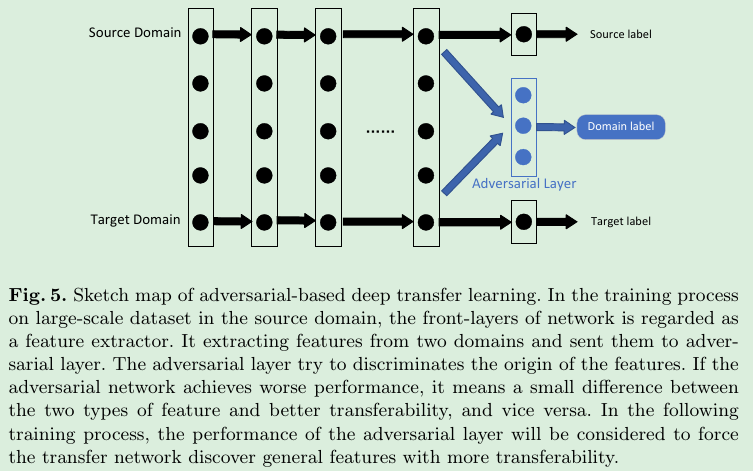 Source Domain
Source label
......
Domain label
Adversarial Layer
Target Domain
Target label
Fig. 5. Sketch map of adversarial-based deep transfer learning. In the training process
on large-scale dataset in the source domain, the front-layers of network is regarded as
a feature extractor. It extracting features from two domains and sent them to adver-
sarial layer. The adversarial layer try to discriminates the origin of the features. If the
adversarial network achieves worse performance, it means a small difference between
the two types of feature and better transferability, and vice versa. In the following
training process, the performance of the adversarial layer will be considered to force
the transfer network discover general features with more transferability.